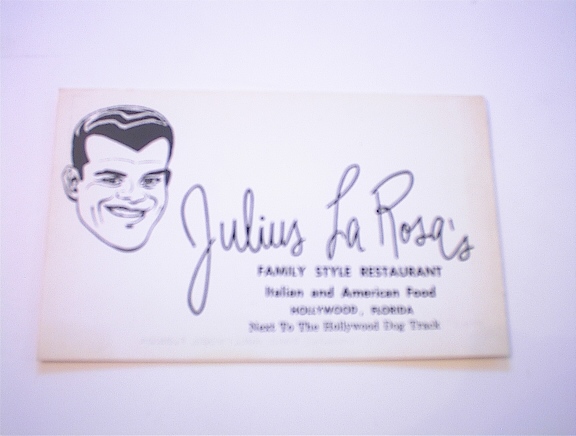 Julius La Rosa's
FAMILY STYLE RESTAURANT
Italian and American Food
HOLLYWOOD, FLORIDA
Next To The Hollywood Dog Track